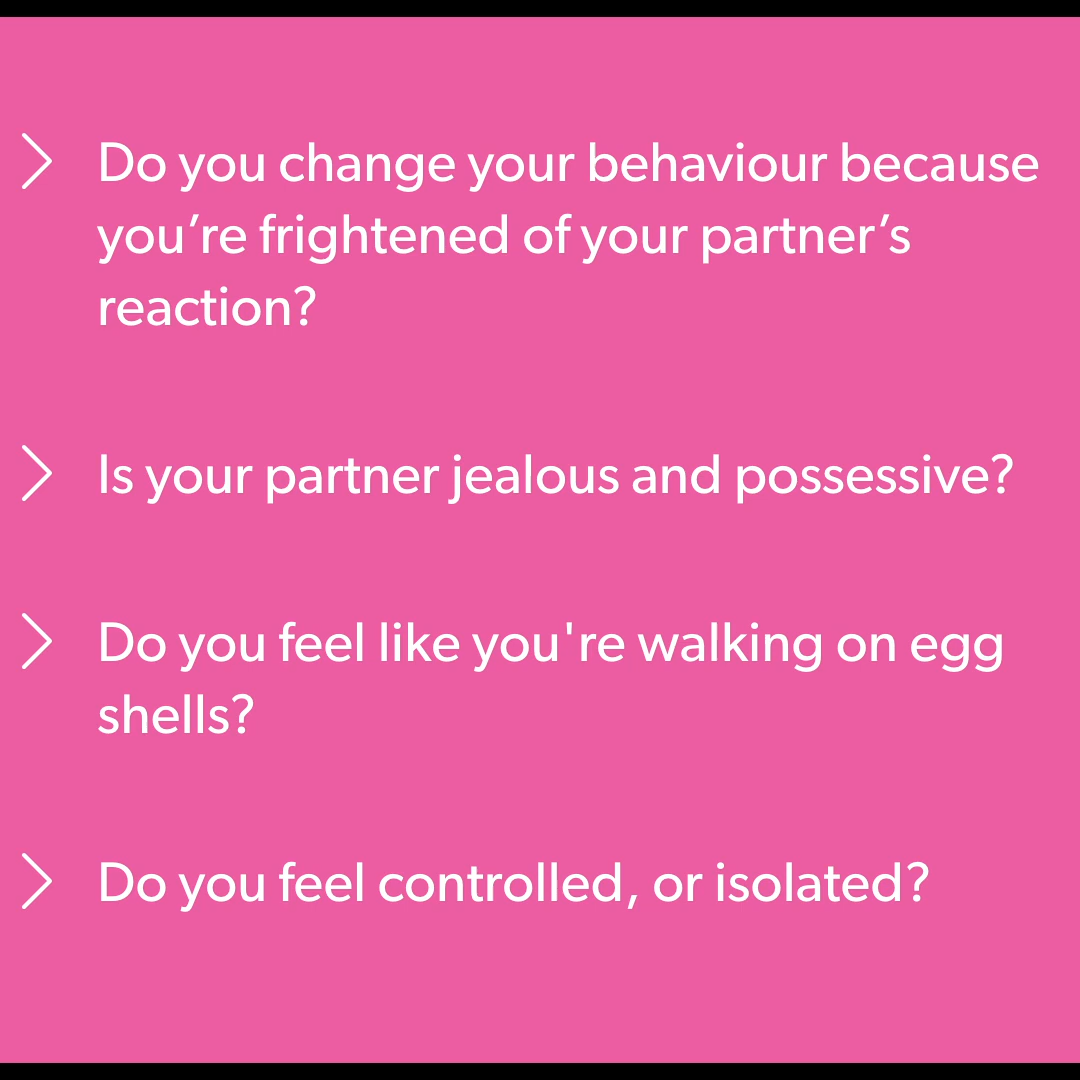 Do you change your behaviour because
you’re frightened of your partner’s
reaction?
Is your partner jealous and possessive?
Do you feel like you're walking on egg
shells?
Do you feel controlled, or isolated?